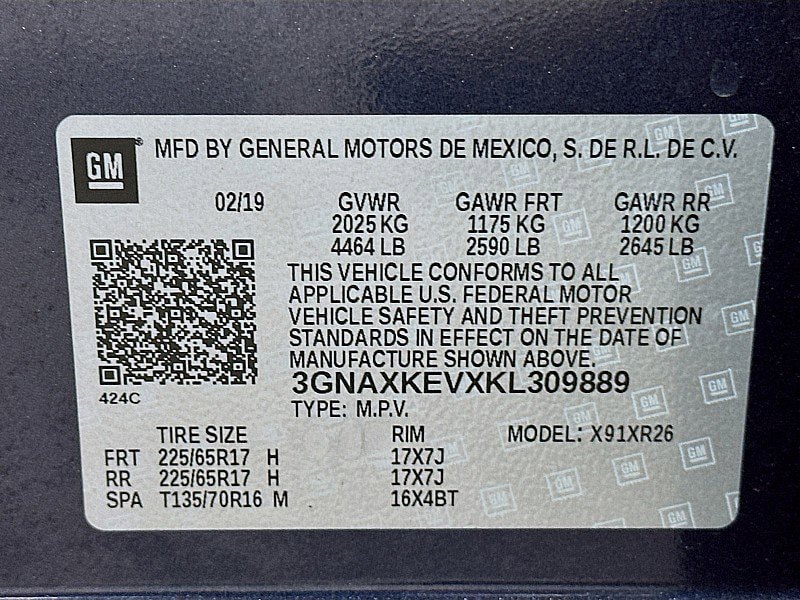 GM ® MFD BY GENERAL MOTORS DE MEXICO, S. DE R.L. DE C.V.
02/19 GVWR GAWR FRT GAWR RR
2025 KG 1175 KG 1200 KG
4464 LB 2590 LB 2645 LB
THIS VEHICLE CONFORMS TO ALL
APPLICABLE U.S. FEDERAL MOTOR
VEHICLE SAFETY AND THEFT PREVENTION
STANDARDS IN EFFECT ON THE DATE OF
MANUFACTURE SHOWN ABOVE.
3GNAXKEVXKL309889
424C
TYPE: M.P.V.
TIRE SIZE RIM MODEL: X91XR26
FRT 225/65R17 H 17X7J
RR 225/65R17 H 17X7J
SPA T135/70R16 M 16X4BT